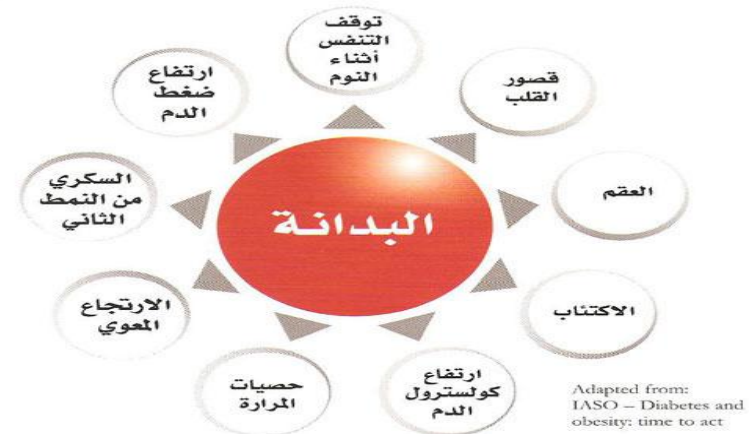 توقف
التنفس
أثناء
النوم
قصور
القلب
ارتفاع
ضغط
الدم
العقم
السكري
من النمط
الثاني
البدانة
الاكتئاب
الارتجاع
المعوي
ارتفاع
كولسترول
الدم
حصيات
المرارة
Adapted from:
IASO – Diabetes and
obesity: time to act